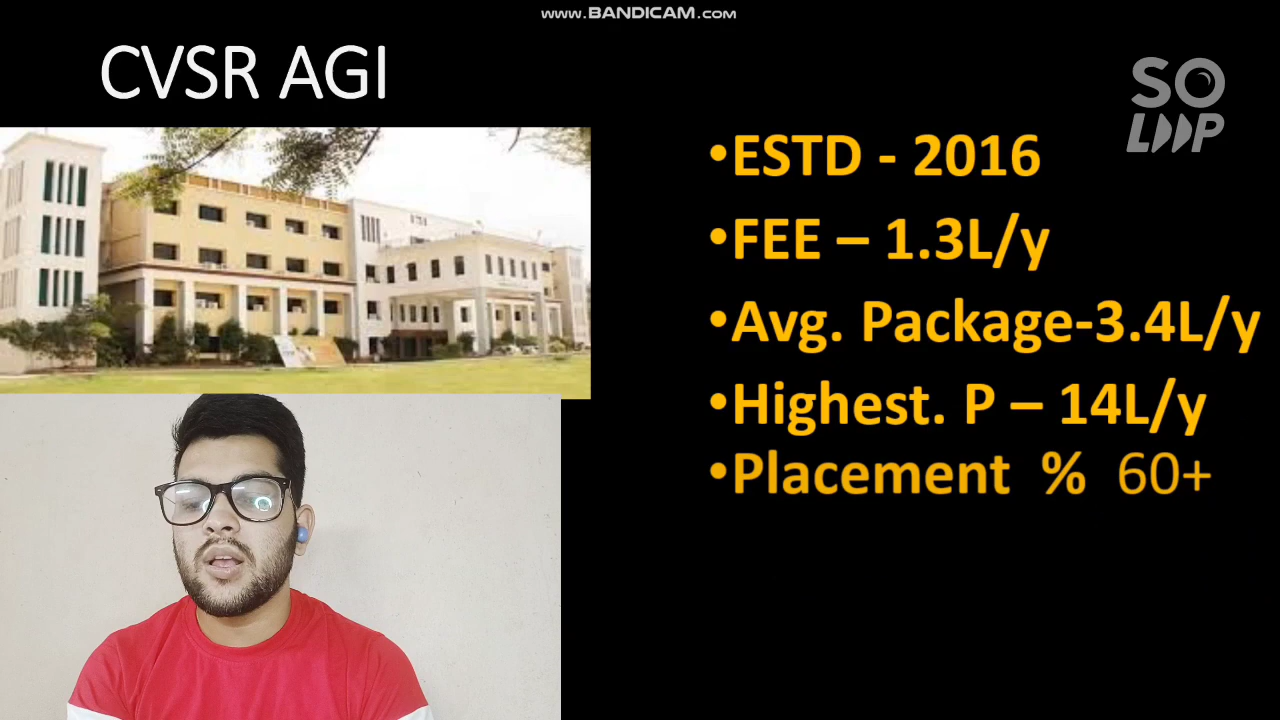 www.BANDICAM.com
CVSR AGI
SO
LOOP
•ESTD - 2016
•FEE – 1.3L/y
•Avg. Package-3.4L/y
•Highest. P – 14L/y
•Placement % 60+